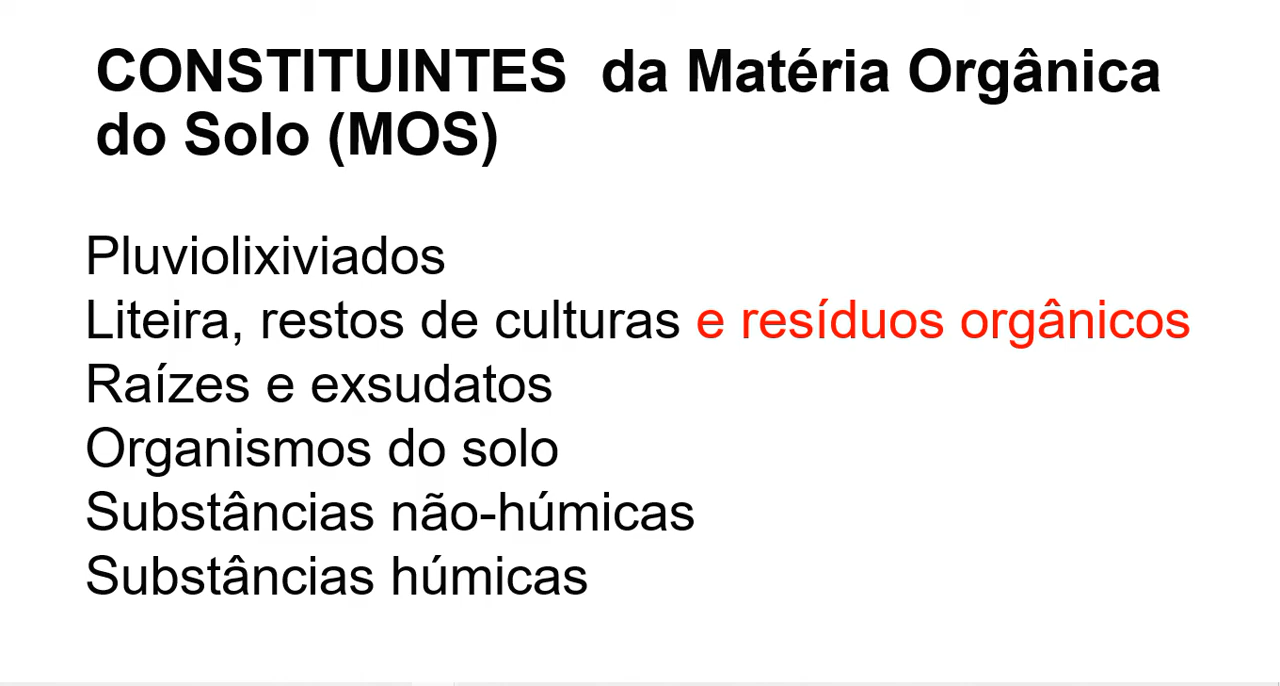 CONSTITUINTES da Matéria Orgânica
do Solo (MOS)
Pluviolixiviados
Liteira, restos de culturas e resíduos orgânicos
Raízes e exsudatos
Organismos do solo
Substâncias não-húmicas
Substâncias húmicas